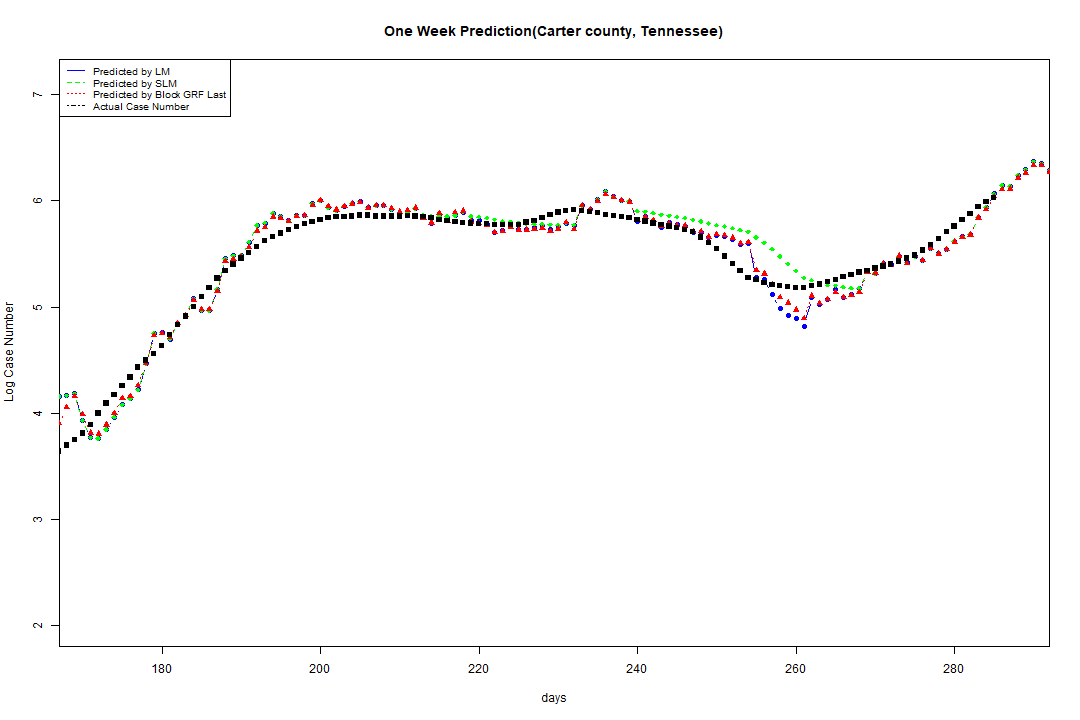 One Week Prediction(Carter county, Tennessee)
Predicted by LM
Predicted by SLM
Predicted by Block GRF Last
Actual Case Number
7
6
5
4
3
2
Log Case Number
180 200 220 240 260 280
days